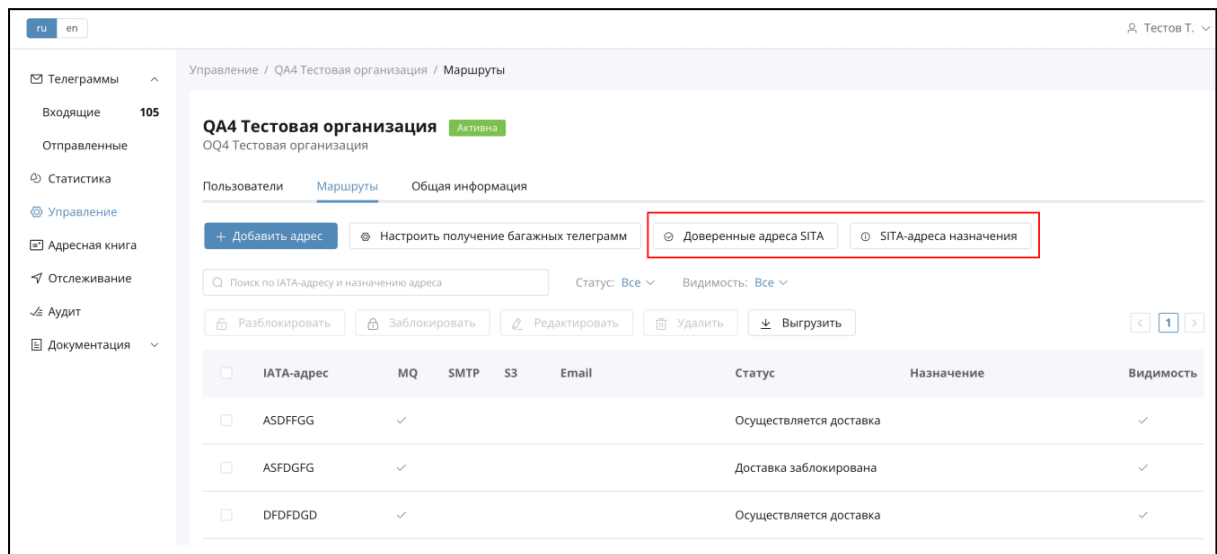 ru en Тестов Т.
Телеграммы Управление / QA4 Тестовая организация / Маршруты
Входящие 105
Отправленные
Статистика
Управление
Адресная книга
Отслеживание
Аудит
Документация
QA4 Тестовая организация Активна
OQ4 Тестовая организация
Пользователи Маршруты Общая информация
+ Добавить адрес Настроить получение багажных телеграмм Доверенные адреса SITA SITA-адреса назначения
Поиск по IATA-адресу и назначению адреса Статус: Все Видимость: Все
Разблокировать Заблокировать Редактировать Удалить Выгрузить < 1 >
IATA-адрес MQ SMTP S3 Email Статус Назначение Видимость
ASDFFGG Осуществляется доставка
ASFDGFG Доставка заблокирована
DFDFDGD Осуществляется доставка